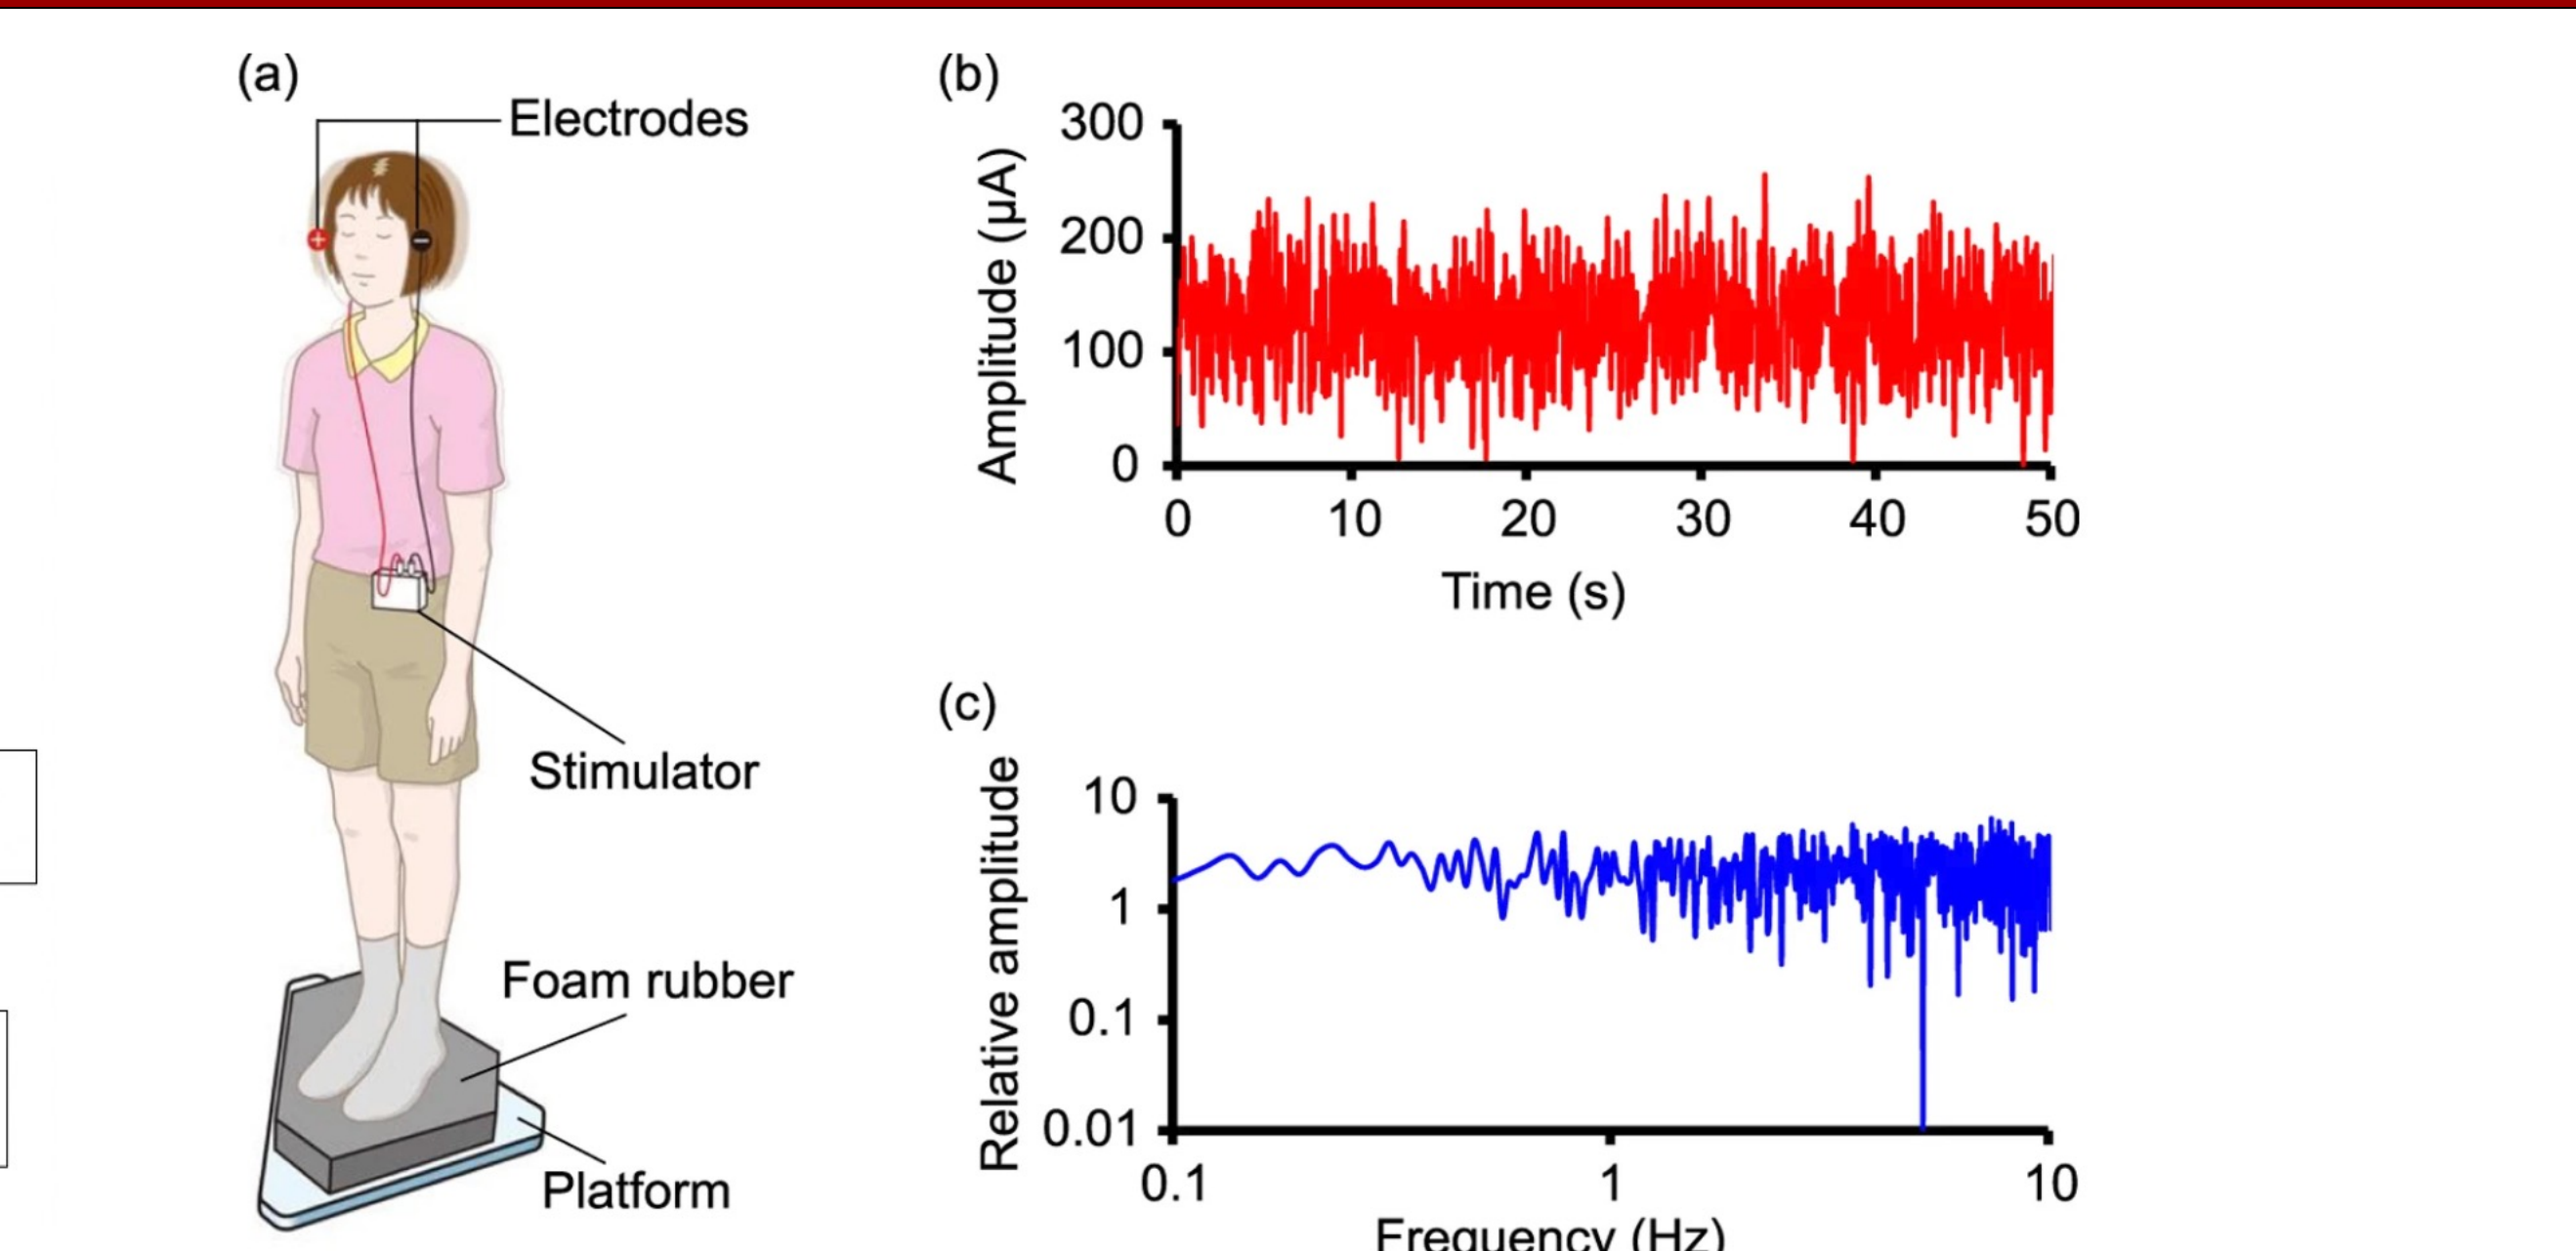 (a)
Electrodes
+
−
Stimulator
Foam rubber
Platform
(b)
Amplitude (µA)
300
200
100
0
0 10 20 30 40 50
Time (s)
(c)
Relative amplitude
10
1
0.1
0.01
0.1 1 10
Frequency (Hz)